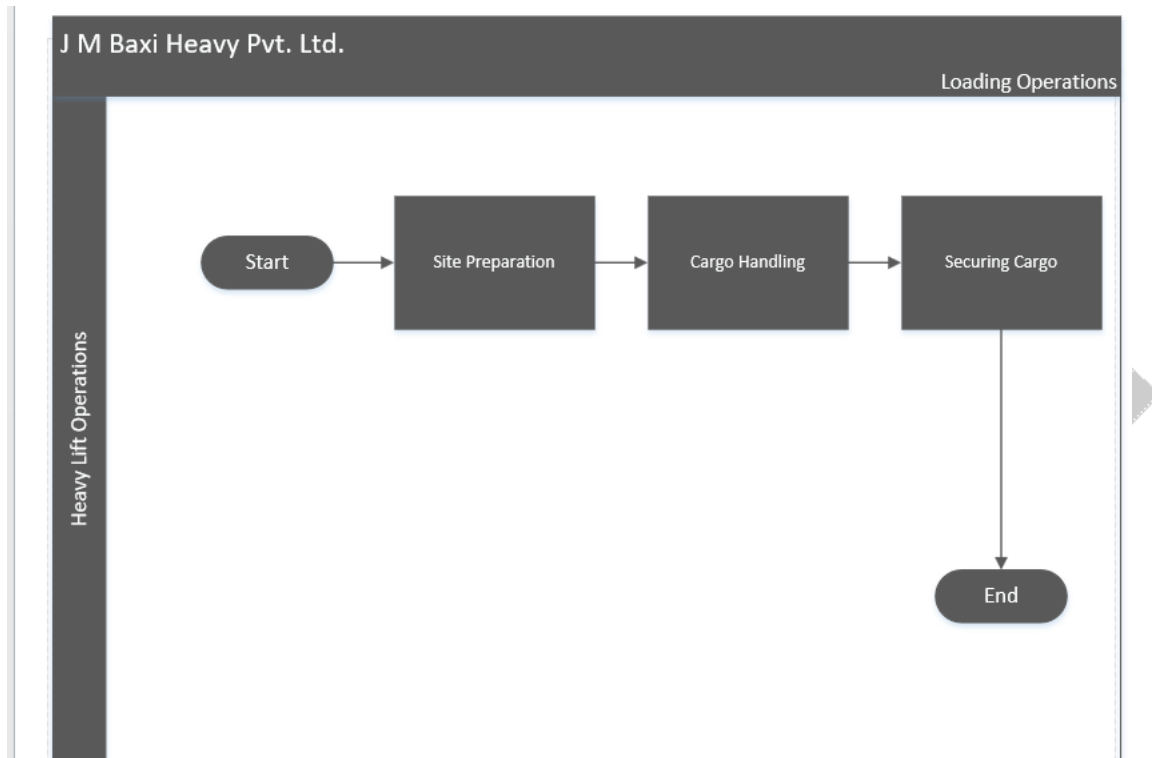 J M Baxi Heavy Pvt. Ltd.
Loading Operations
Heavy Lift Operations
Start
Site Preparation
Cargo Handling
Securing Cargo
End